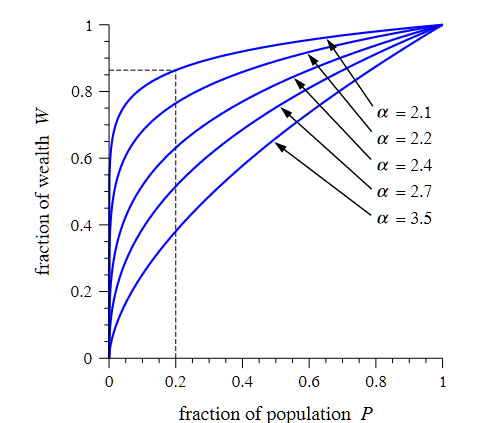 1
0.8
0.6
0.4
0.2
0
fraction of wealth W
α = 2.1
α = 2.2
α = 2.4
α = 2.7
α = 3.5
0 0.2 0.4 0.6 0.8 1
fraction of population P